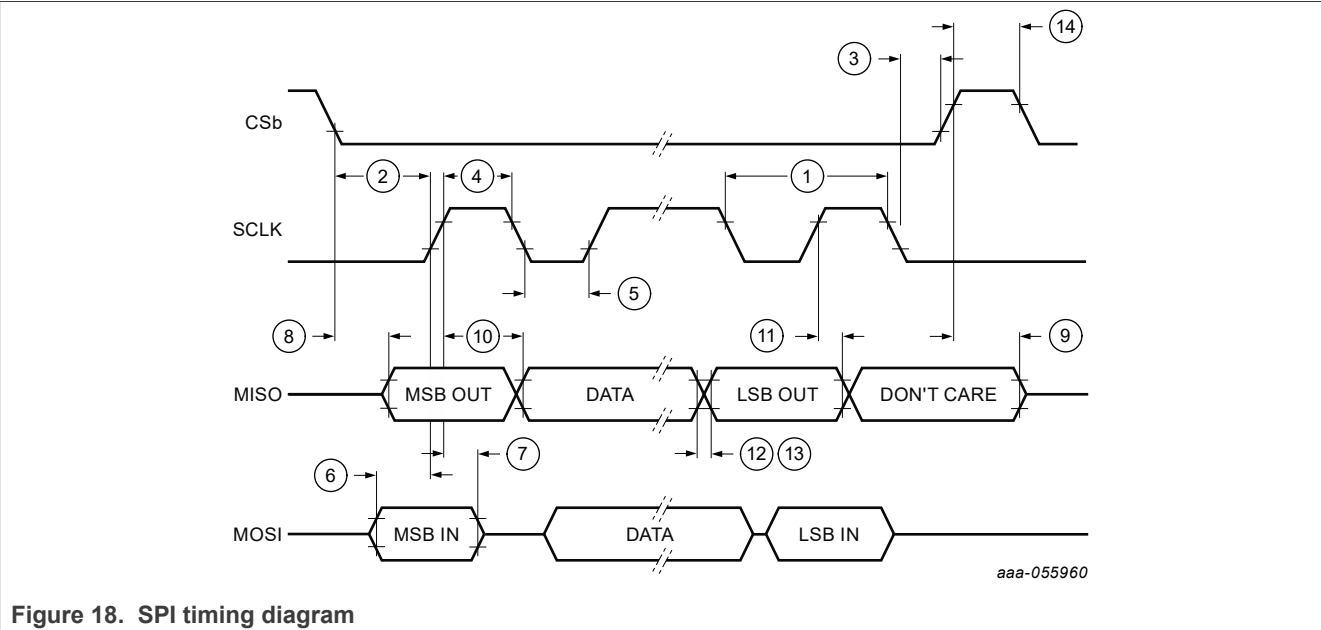 14
3
CSb
2
4
1
SCLK
5
8
10
11
9
MISO
MSB OUT
DATA
LSB OUT
DON'T CARE
7
12
13
6
MOSI
MSB IN
DATA
LSB IN
aaa-055960
Figure 18. SPI timing diagram